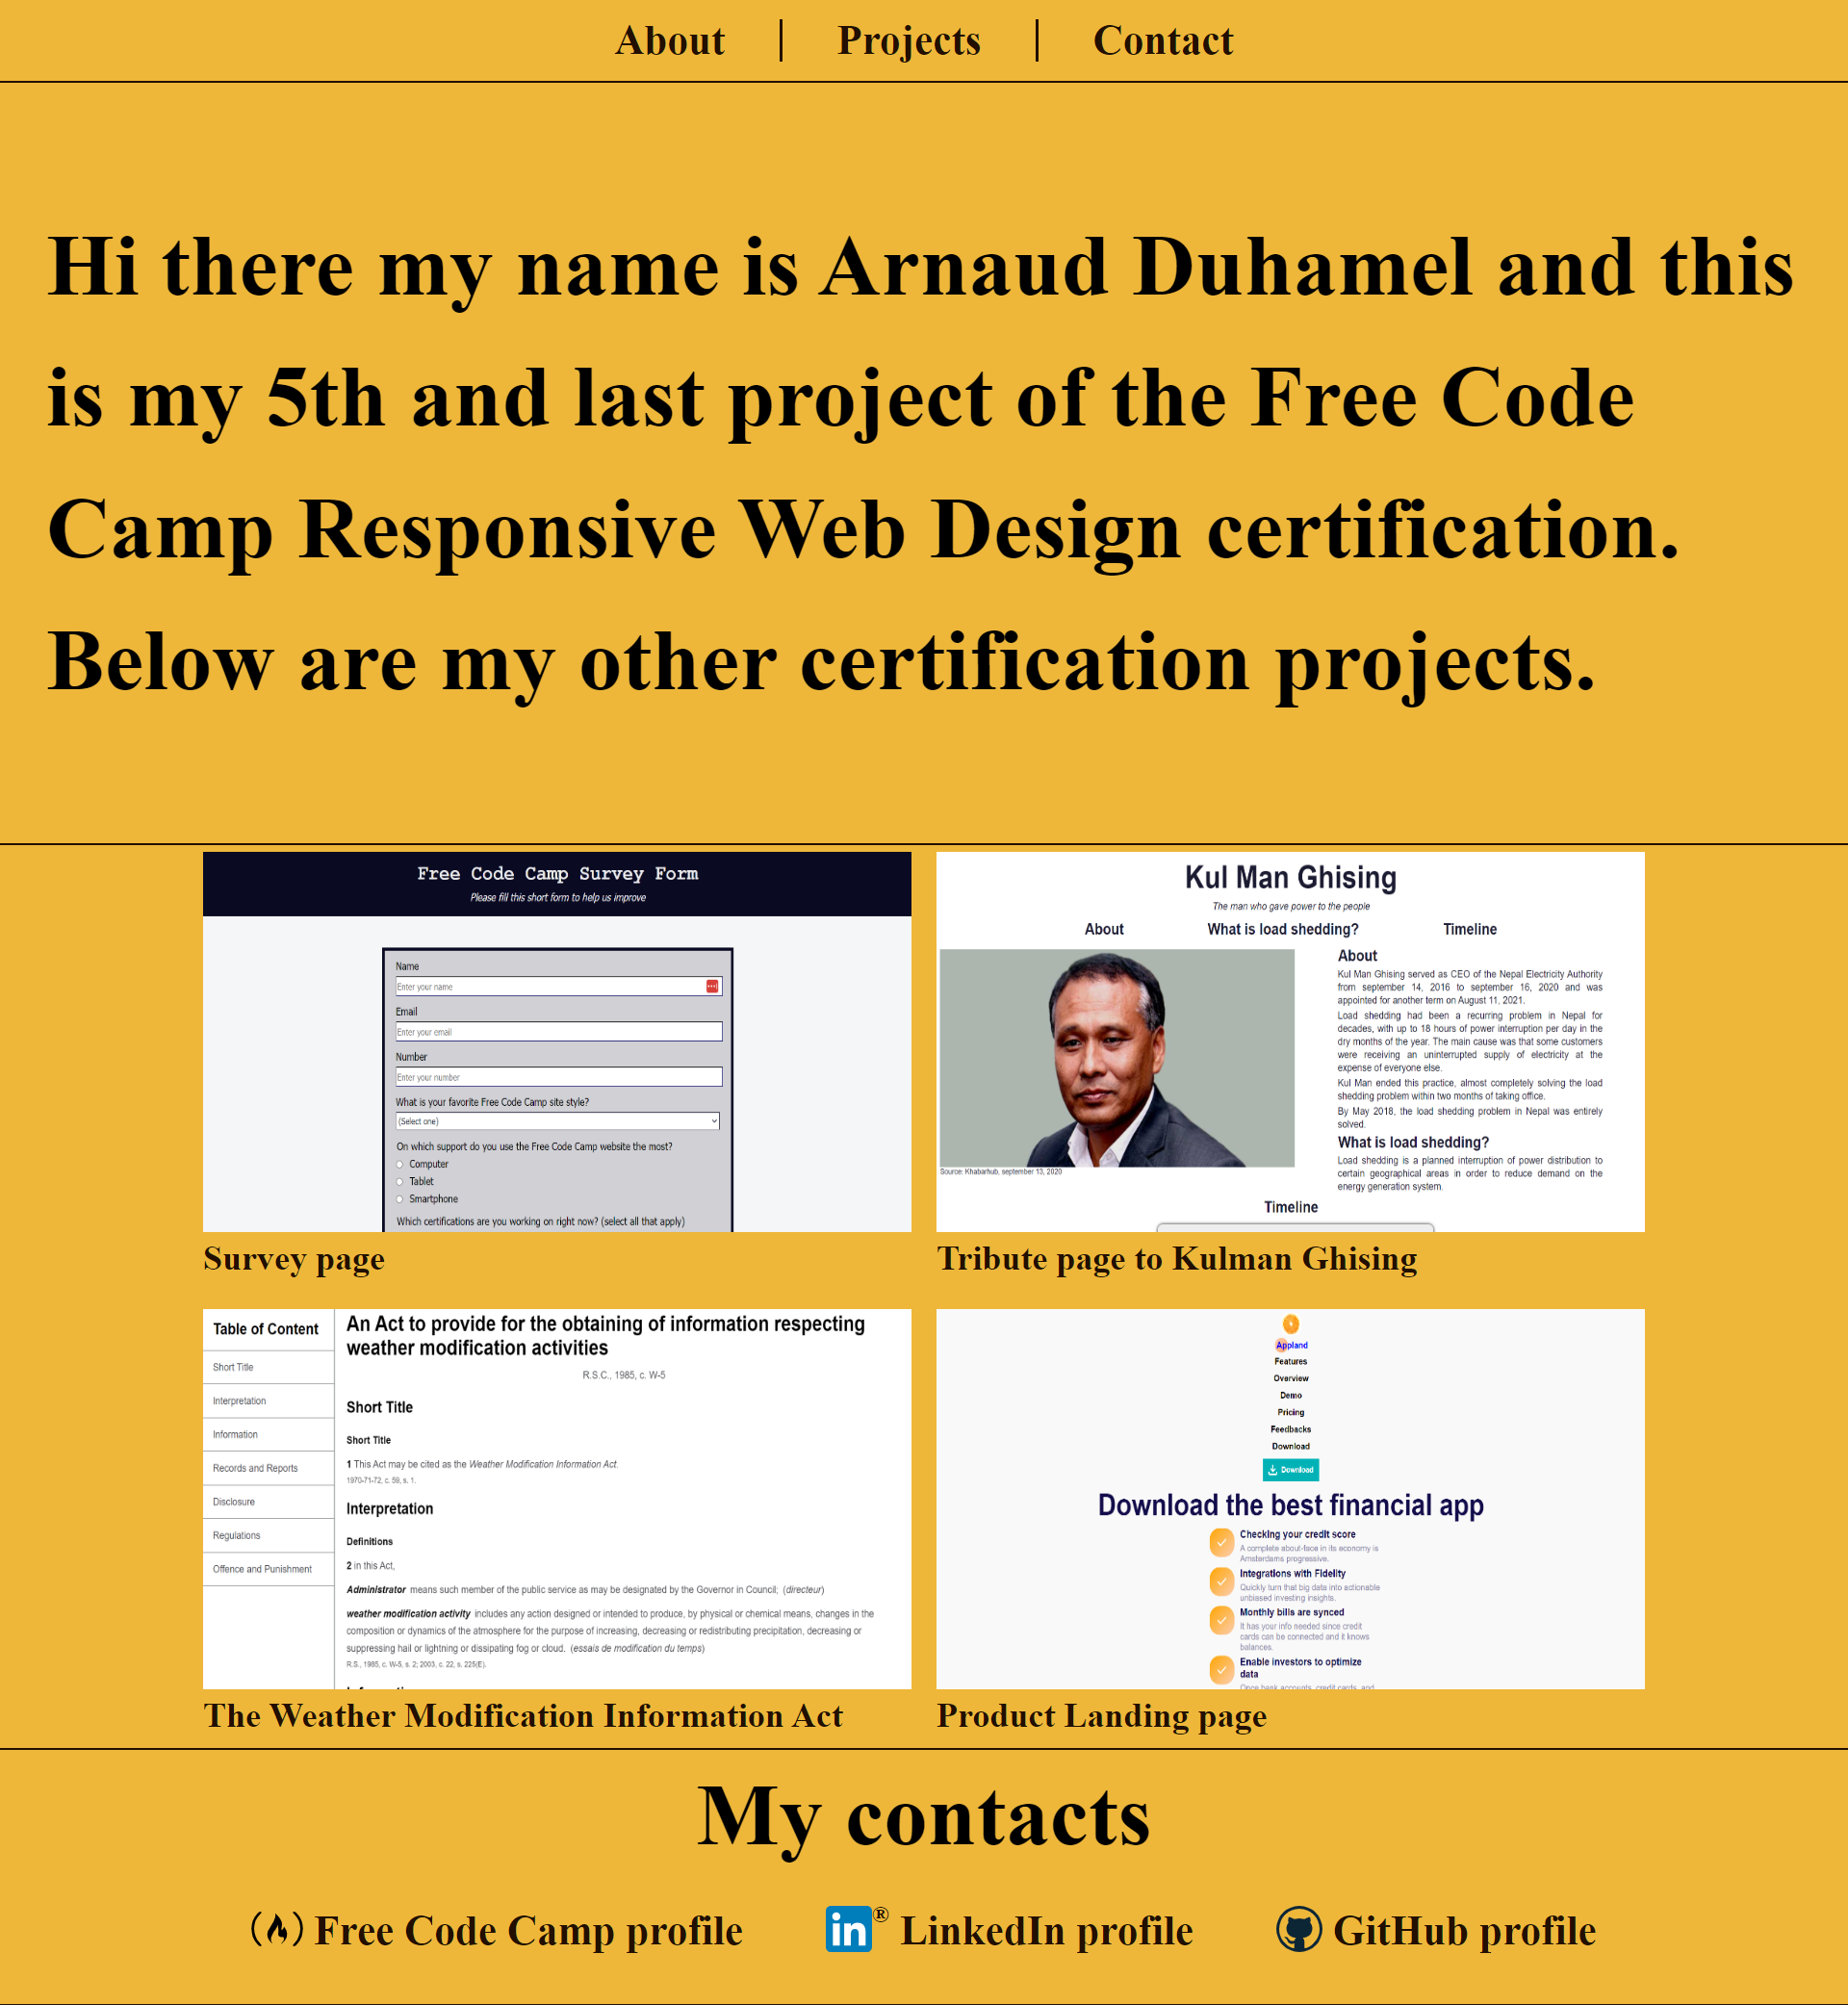 About
Projects
Contact
Hi there my name is Arnaud Duhamel and this
is my 5th and last project of the Free Code
Camp Responsive Web Design certification.
Below are my other certification projects.
Free Code Camp Survey Form
Please fill this short form to help us improve
Name
Enter your name
Email
Enter your email
Number
Enter your number
What is your favorite Free Code Camp site style?
(Select one)
On which support do you use the Free Code Camp website the most?
Computer
Tablet
Smartphone
Which certifications are you working on right now? (select all that apply)
Survey page
Kul Man Ghising
The man who gave power to the people
About
What is load shedding?
Timeline
Source: Khabarhub, september 13, 2020
About
Kul Man Ghising served as CEO of the Nepal Electricity Authority
from september 14, 2016 to september 16, 2020 and was
appointed for another term on August 11, 2021.
Load shedding had been a recurring problem in Nepal for
decades, with up to 18 hours of power interruption per day in the
dry months of the year. The main cause was that some customers
were receiving an uninterrupted supply of electricity at the
expense of everyone else.
Kul Man ended this practice, almost completely solving the load
shedding problem within two months of taking office.
By May 2018, the load shedding problem in Nepal was entirely
solved.
What is load shedding?
Load shedding is a planned interruption of power distribution to
certain geographical areas in order to reduce demand on the
energy generation system.
Timeline
Tribute page to Kulman Ghising
Table of Content
Short Title
Interpretation
Information
Records and Reports
Disclosure
Regulations
Offence and Punishment
An Act to provide for the obtaining of information respecting
weather modification activities
R.S.C., 1985, c. W-5
Short Title
Short Title
1 This Act may be cited as the Weather Modification Information Act.
1970-71-72, c. 59, s. 1.
Interpretation
Definitions
2 in this Act,
Administrator means such member of the public service as may be designated by the Governor in Council; (directeur)
weather modification activity includes any action designed or intended to produce, by physical or chemical means, changes in the
composition or dynamics of the atmosphere for the purpose of increasing, decreasing or redistributing precipitation, decreasing or
suppressing hail or lightning or dissipating fog or cloud. (essais de modification du temps)
R.S., 1985, c. W-5, s. 2; 2003, c. 22, s. 225(E).
The Weather Modification Information Act
Appland
Features
Overview
Demo
Pricing
Feedbacks
Download
Download
Download the best financial app
Checking your credit score
A complete about-face in its economy is
Amsterdams progressive.
Integrations with Fidelity
Quickly turn that big data into actionable
unbiased investing insights.
Monthly bills are synced
It has your info needed since credit
cards can be connected and it knows
balances.
Enable investors to optimize
data
Once bank accounts, credit cards, and
Product Landing page
My contacts
Free Code Camp profile
in® LinkedIn profile
GitHub profile